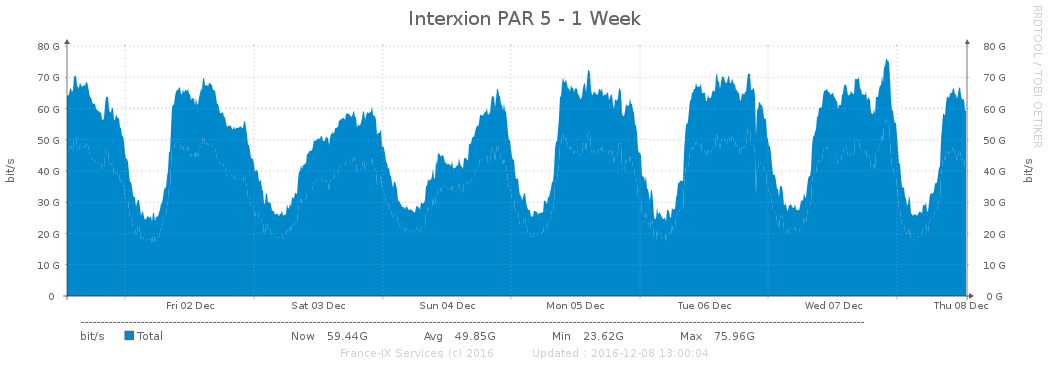 Interxion PAR 5 - 1 Week
RRDTOOL / TOBI OETIKER
80 G 80 G
70 G 70 G
60 G 60 G
50 G 50 G
40 G 40 G
30 G 30 G
20 G 20 G
10 G 10 G
0 0 G
bit/s bit/s
Fri 02 Dec Sat 03 Dec Sun 04 Dec Mon 05 Dec Tue 06 Dec Wed 07 Dec Thu 08 Dec
bit/s Total Now 59.44G Avg 49.85G Min 23.62G Max 75.96G
France-IX Services (c) 2016 Updated : 2016-12-08 13:00:04